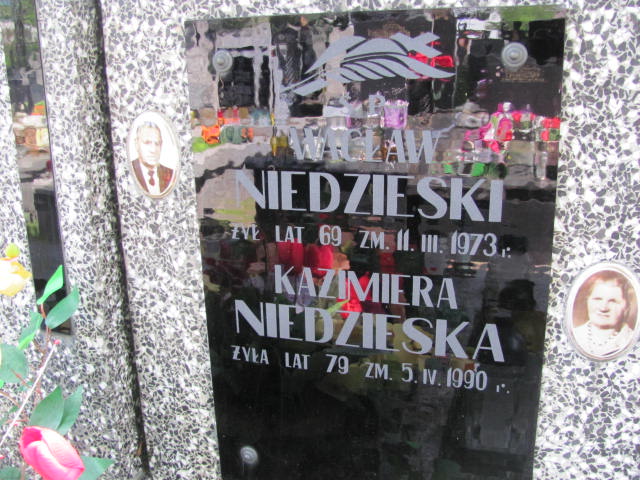 P.
WACŁAW
NIEDZIESKI
ŻYŁ LAT 69 ZM. 11. III. 1973 r.
KAZIMIERA
NIEDZIESKA
ŻYŁA LAT 79 ZM. 5. IV. 1990 r.